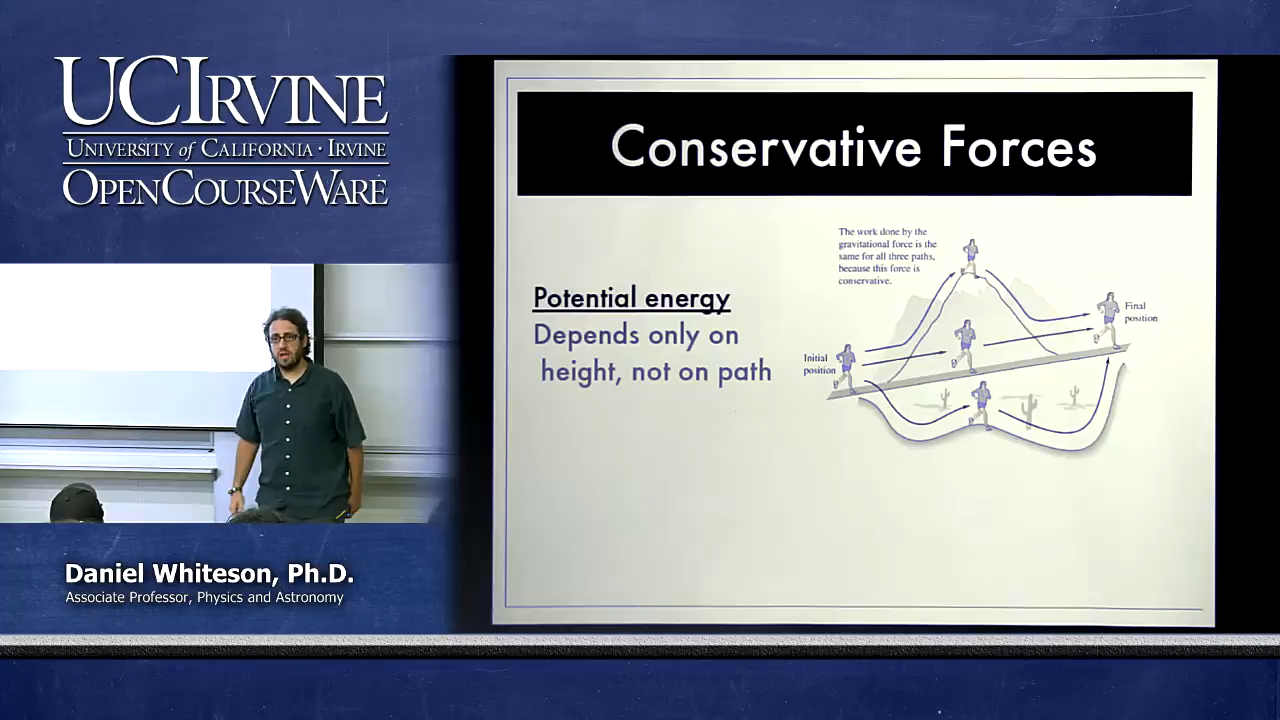 UCIRVINE
UNIVERSITY of CALIFORNIA · IRVINE
OPENCOURSEWARE
Conservative Forces
The work done by the
gravitational force is the
same for all three paths,
because this force is
conservative.
Potential energy
Depends only on
height, not on path
Initial
position
Final
position
Daniel Whiteson, Ph.D.
Associate Professor, Physics and Astronomy